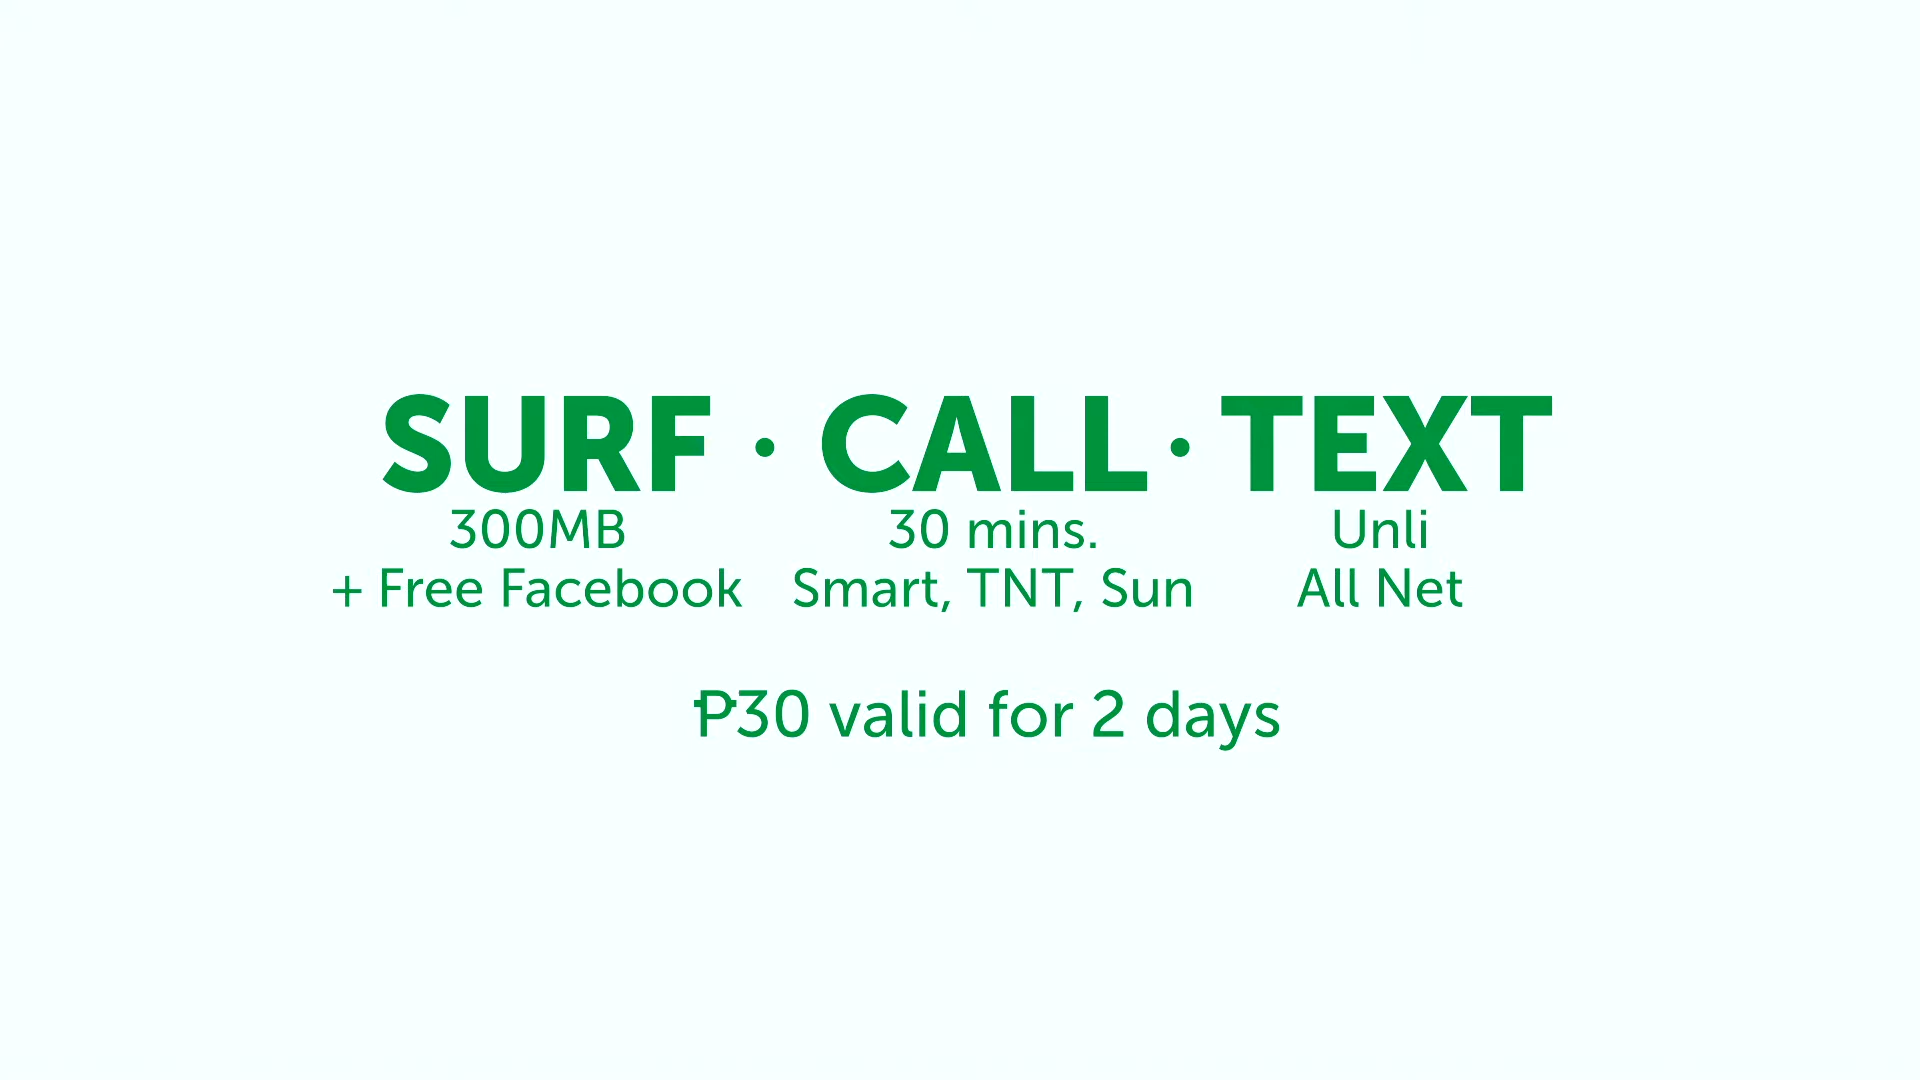 SURF • CALL • TEXT
300MB 30 mins. Unli
+ Free Facebook Smart, TNT, Sun All Net
₱30 valid for 2 days